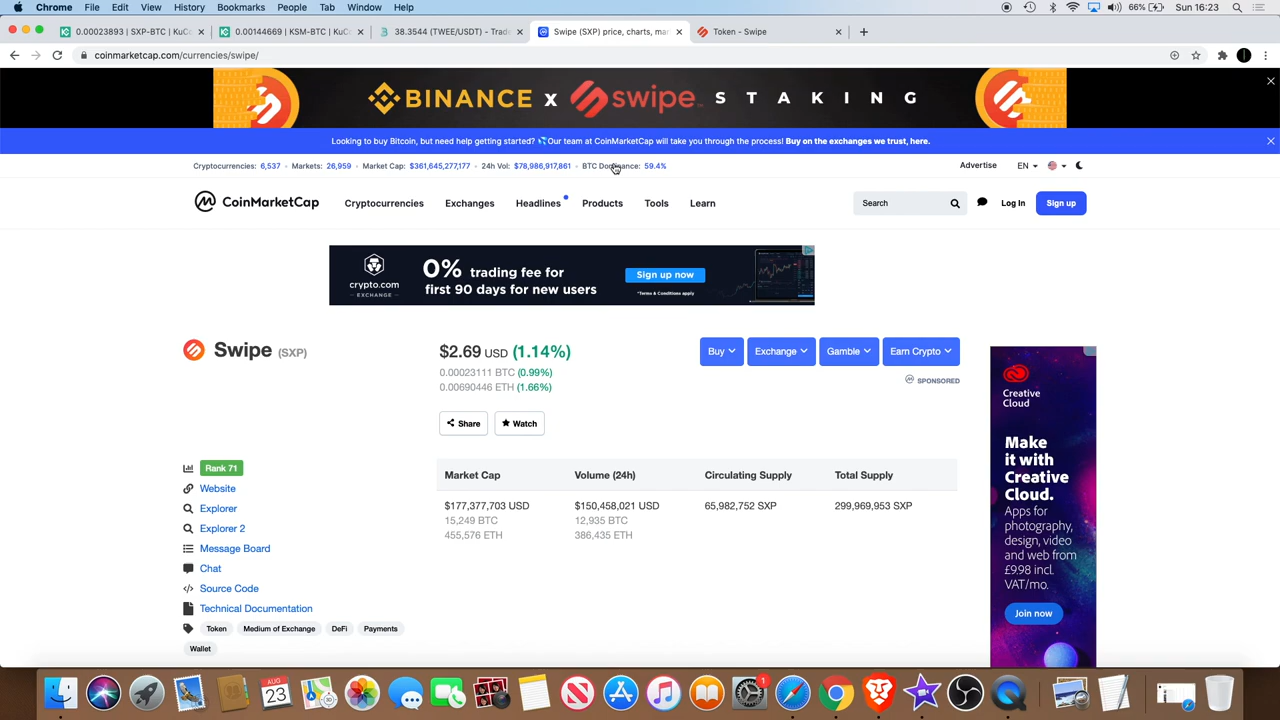 Chrome File Edit View History Bookmarks People Tab Window Help 66% Sun 16:23
0.00023893 | SXP-BTC | KuCo × 0.00144669 | KSM-BTC | KuC × 38.3544 (TWEE/USDT) - Trade × Swipe (SXP) price, charts, mar × Token - Swipe × +
coinmarketcap.com/currencies/swipe/
BINANCE x swipe STAKING
Looking to buy Bitcoin, but need help getting started? 💦Our team at CoinMarketCap will take you through the process! Buy on the exchanges we trust, here.
Cryptocurrencies: 6,537 • Markets: 26,959 • Market Cap: $361,645,277,177 • 24h Vol: $78,986,917,861 • BTC Dominance: 59.4%
Advertise EN
CoinMarketCap Cryptocurrencies Exchanges Headlines Products Tools Learn Search Log In Sign up
crypto.com
EXCHANGE
0% trading fee for
first 90 days for new users
Sign up now
*Terms & Conditions apply
Swipe (SXP)
$2.69 USD (1.14%)
0.00023111 BTC (0.99%)
0.00690446 ETH (1.66%)
Buy Exchange Gamble Earn Crypto
SPONSORED
Share Watch
Rank 71
Website
Explorer
Explorer 2
Message Board
Chat
Source Code
Technical Documentation
Token Medium of Exchange DeFi Payments
Wallet
Market Cap Volume (24h) Circulating Supply Total Supply
$177,377,703 USD $150,458,021 USD 65,982,752 SXP 299,969,953 SXP
15,249 BTC 12,935 BTC
455,576 ETH 386,435 ETH
Creative
Cloud
Make
it with
Creative
Cloud.
Apps for
photography,
design, video
and web from
£9.98 incl.
VAT/mo.
Join now
AUG
23
1